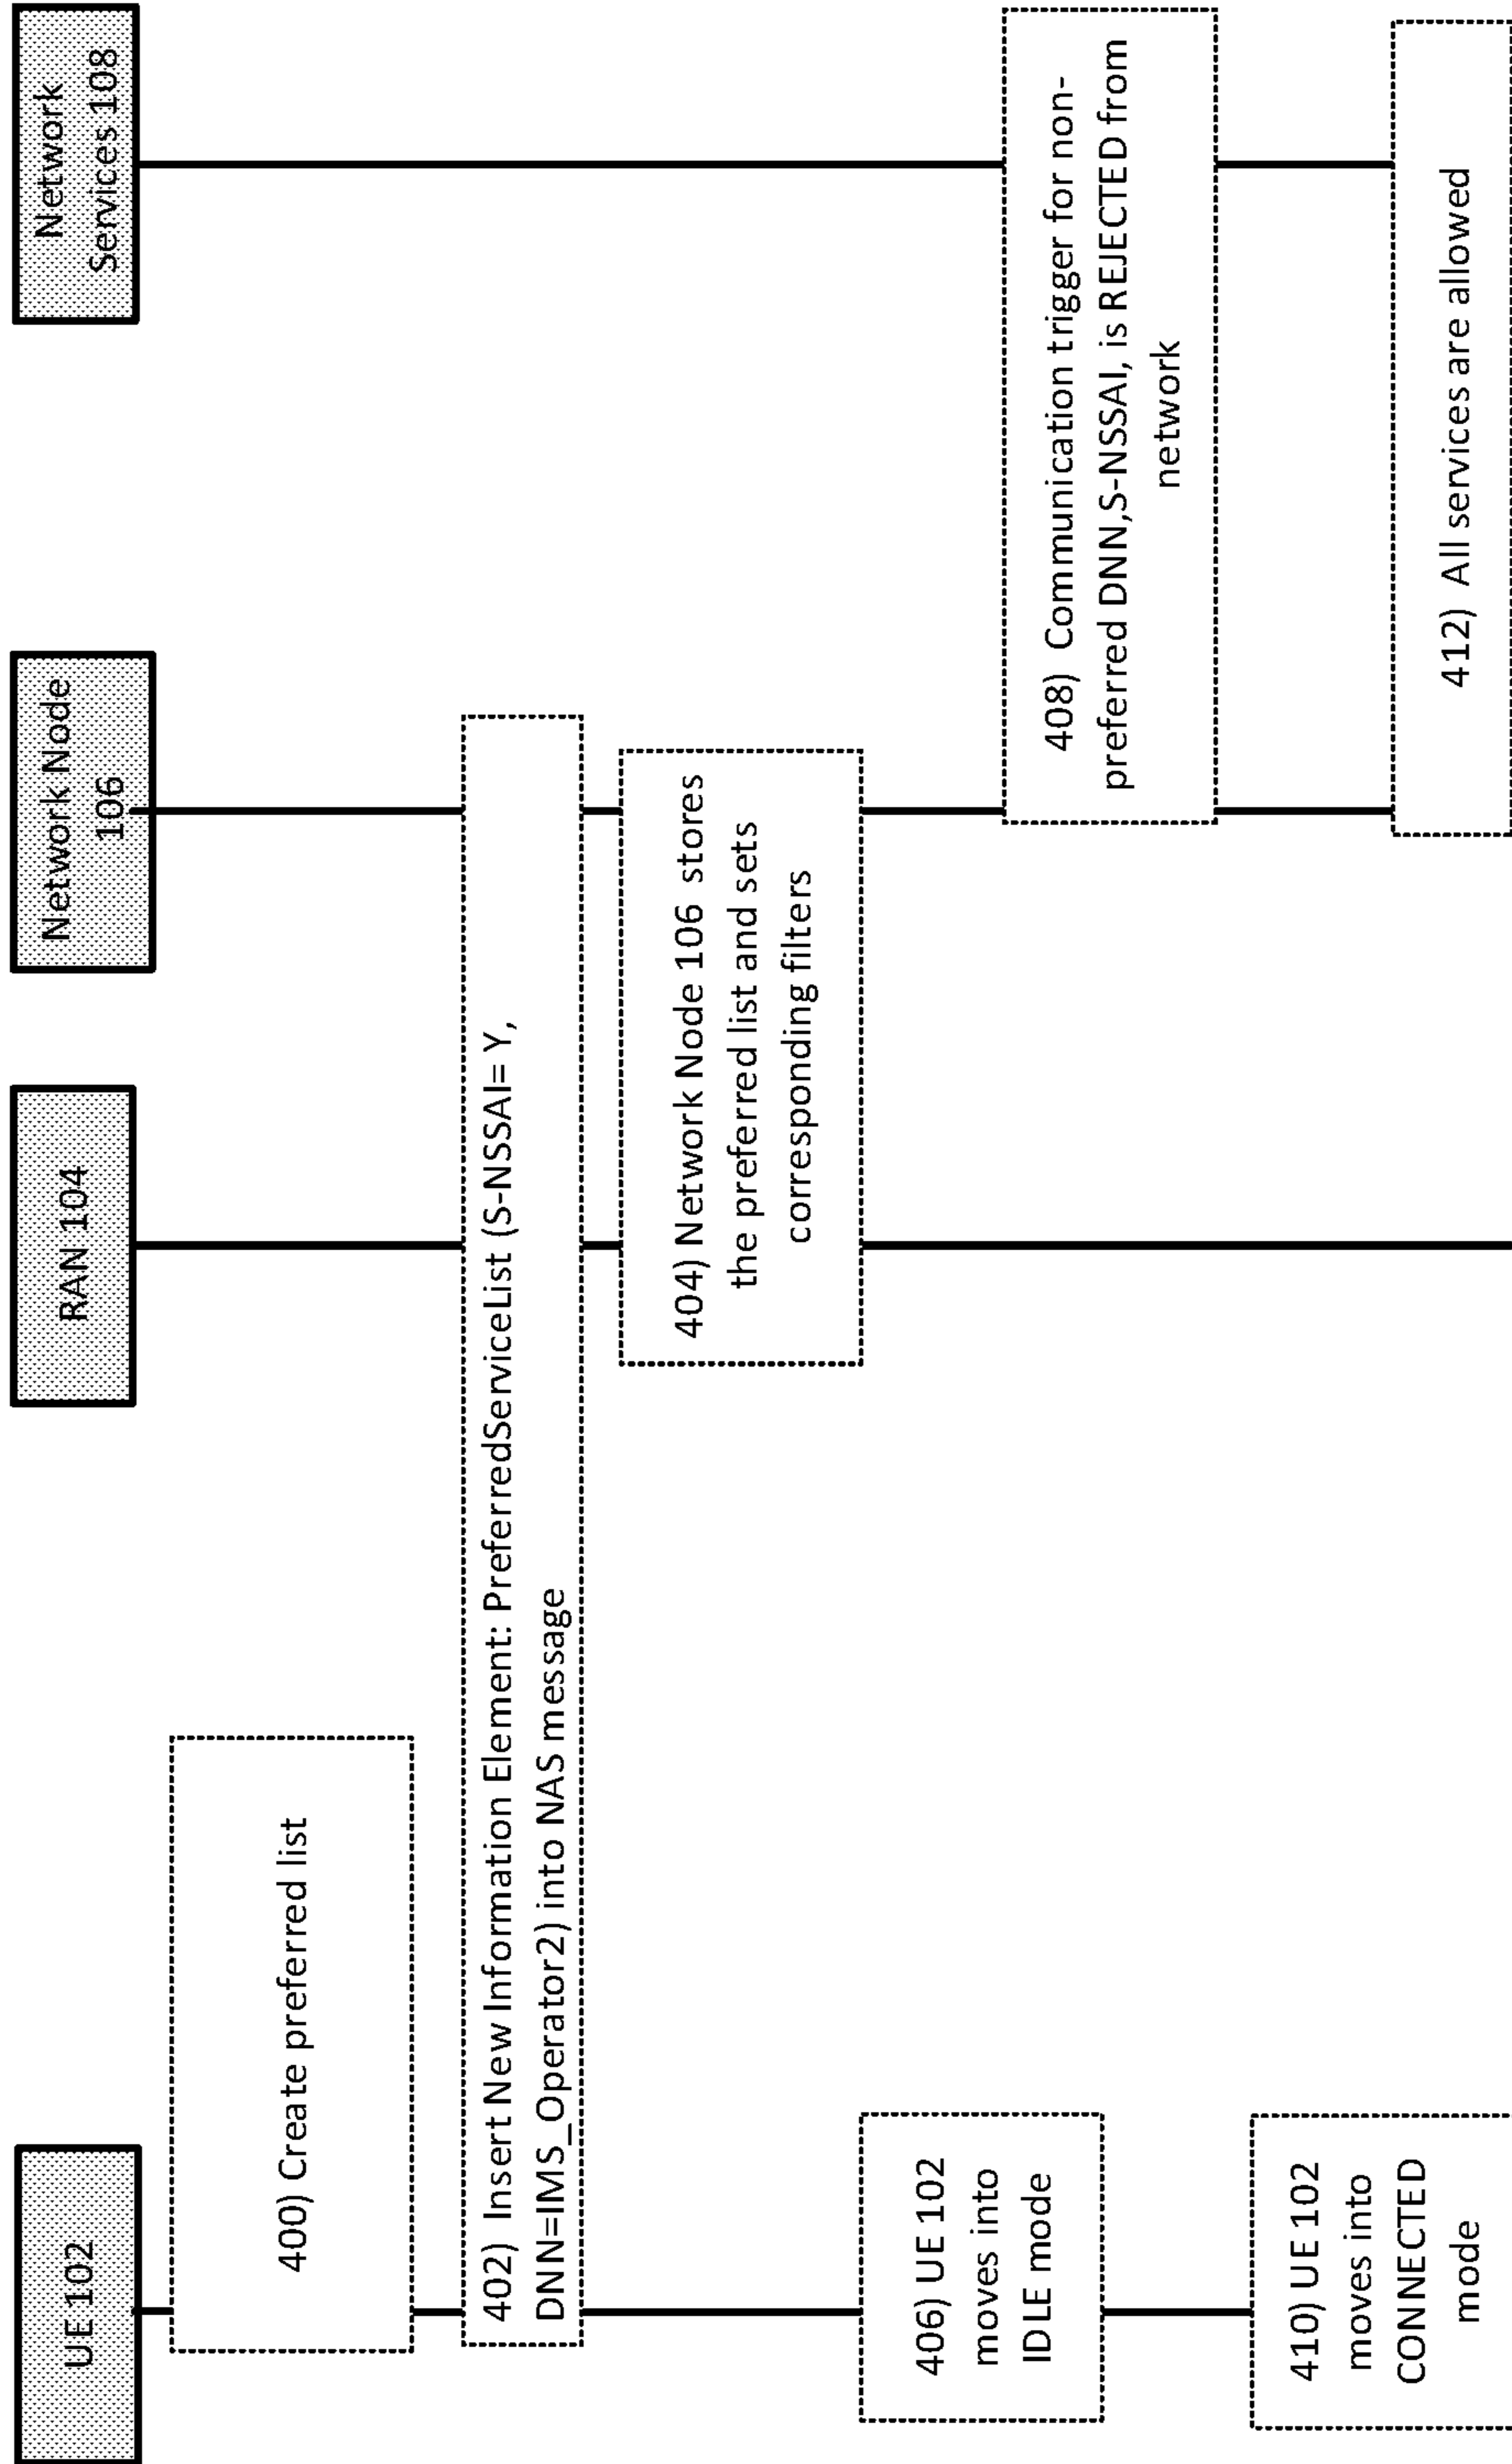 UE 102
RAN 104
Network Node
106
Network
Services 108
400) Create preferred list
402) Insert New Information Element: PreferredServiceList (S-NSSAI= Y,
DNN=IMS_Operator2) into NAS message
404) Network Node 106 stores
the preferred list and sets
corresponding filters
406) UE 102
moves into
IDLE mode
408) Communication trigger for non-
preferred DNN,S-NSSAI, is REJECTED from
network
410) UE 102
moves into
CONNECTED
mode
412) All services are allowed